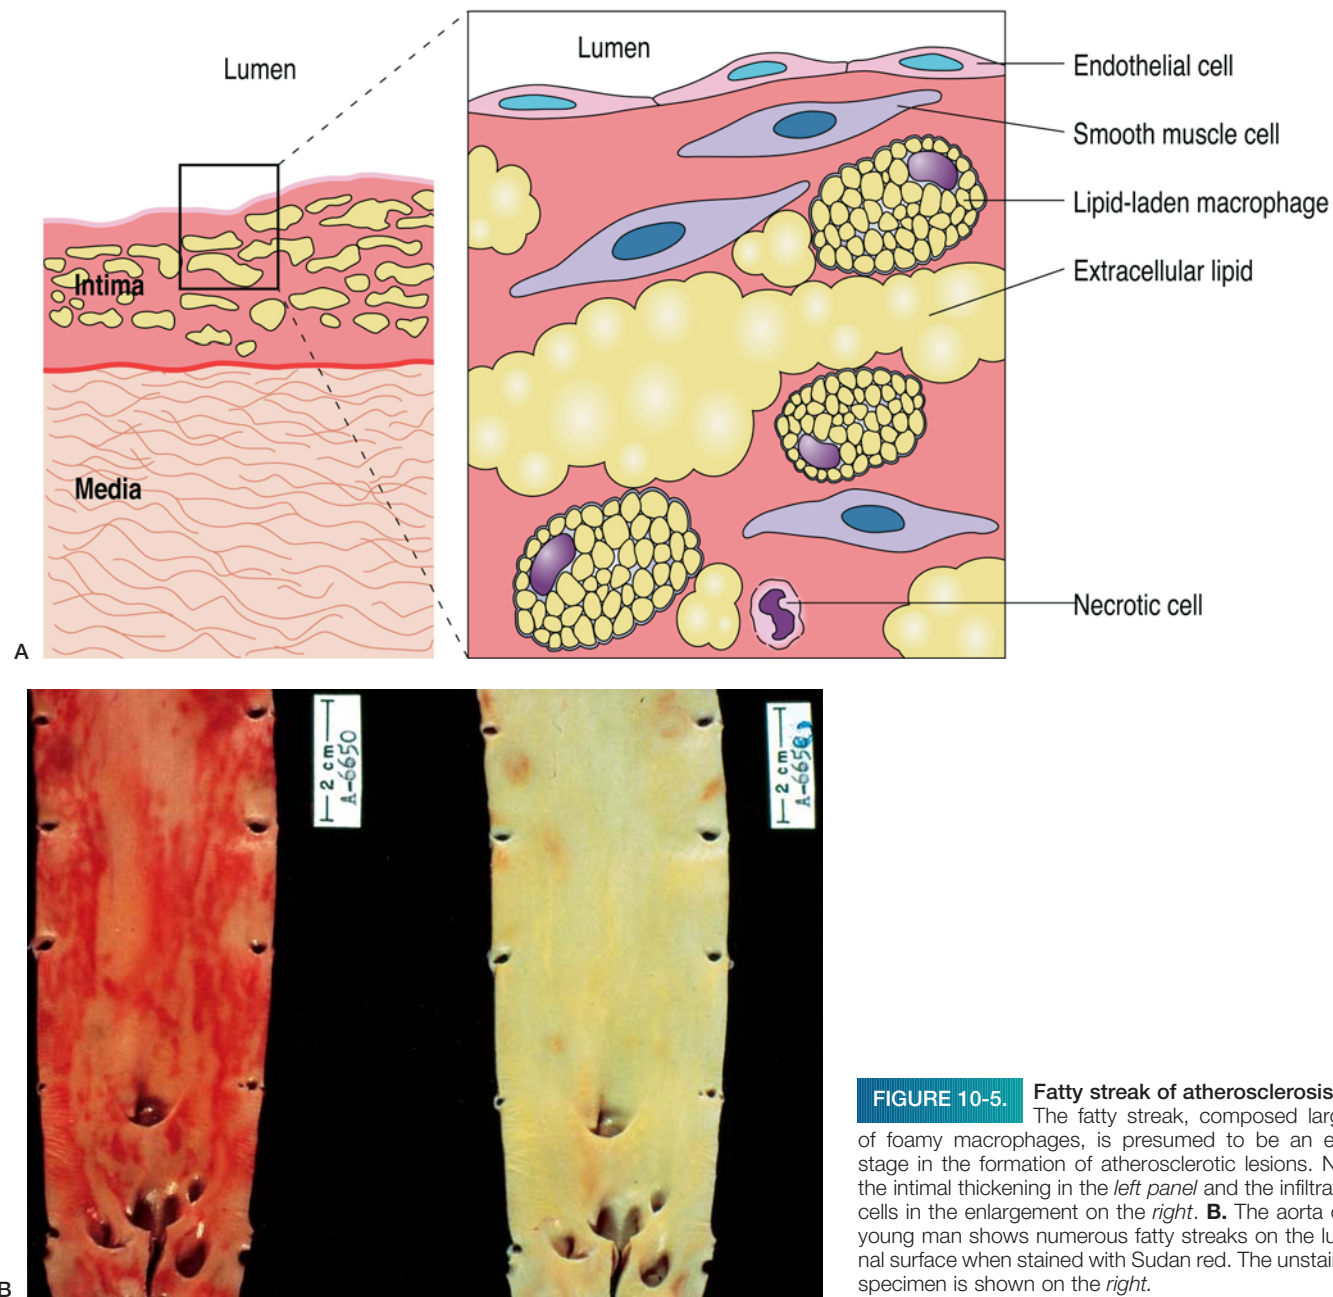 Lumen
Lumen
Endothelial cell
Smooth muscle cell
Lipid-laden macrophage
Extracellular lipid
Intima
Media
Necrotic cell
A
2 cm
A-6650
2 cm
A-6650
B
FIGURE 10-5. Fatty streak of atherosclerosis
The fatty streak, composed
of foamy macrophages, is presumed to be an
stage in the formation of atherosclerotic lesions.
the intimal thickening in the left panel and the
cells in the enlargement on the right. B. The aorta
young man shows numerous fatty streaks on the
nal surface when stained with Sudan red. The
specimen is shown on the right.